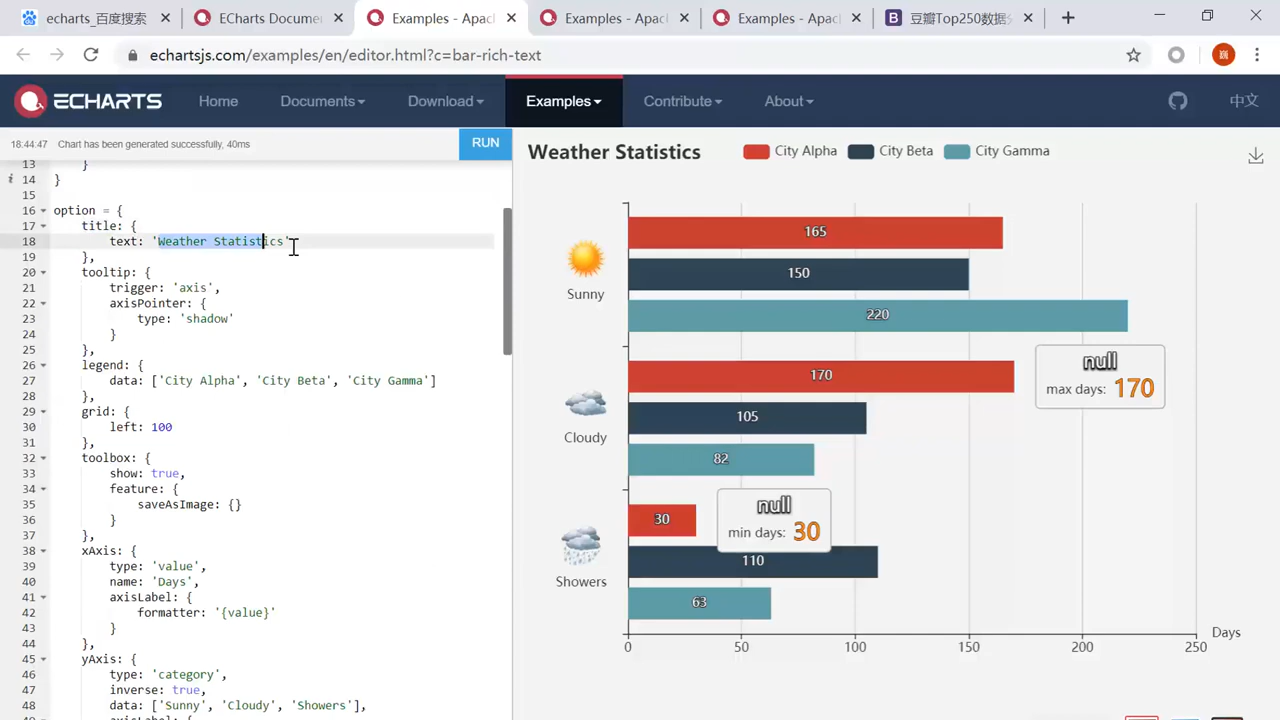 echarts_百度搜索
ECharts Docume
Examples - Apac
Examples - Apac
Examples - Apac
豆瓣Top250数据分
echartsjs.com/examples/en/editor.html?c=bar-rich-text
巍
ECHARTS
Home
Documents
Download
Examples
Contribute
About
中文
18:44:47 Chart has been generated successfully, 40ms
RUN
13 }
14 }
15
16 option = {
17 title: {
18 text: 'Weather Statistics'
19 },
20 tooltip: {
21 trigger: 'axis',
22 axisPointer: {
23 type: 'shadow'
24 }
25 },
26 legend: {
27 data: ['City Alpha', 'City Beta', 'City Gamma']
28 },
29 grid: {
30 left: 100
31 },
32 toolbox: {
33 show: true,
34 feature: {
35 saveAsImage: {}
36 }
37 },
38 xAxis: {
39 type: 'value',
40 name: 'Days',
41 axisLabel: {
42 formatter: '{value}'
43 }
44 },
45 yAxis: {
46 type: 'category',
47 inverse: true,
48 data: ['Sunny', 'Cloudy', 'Showers'],
Weather Statistics
City Alpha
City Beta
City Gamma
165
150
Sunny
220
null
170
max days: 170
105
Cloudy
82
null
30
min days: 30
110
Showers
63
Days
0 50 100 150 200 250